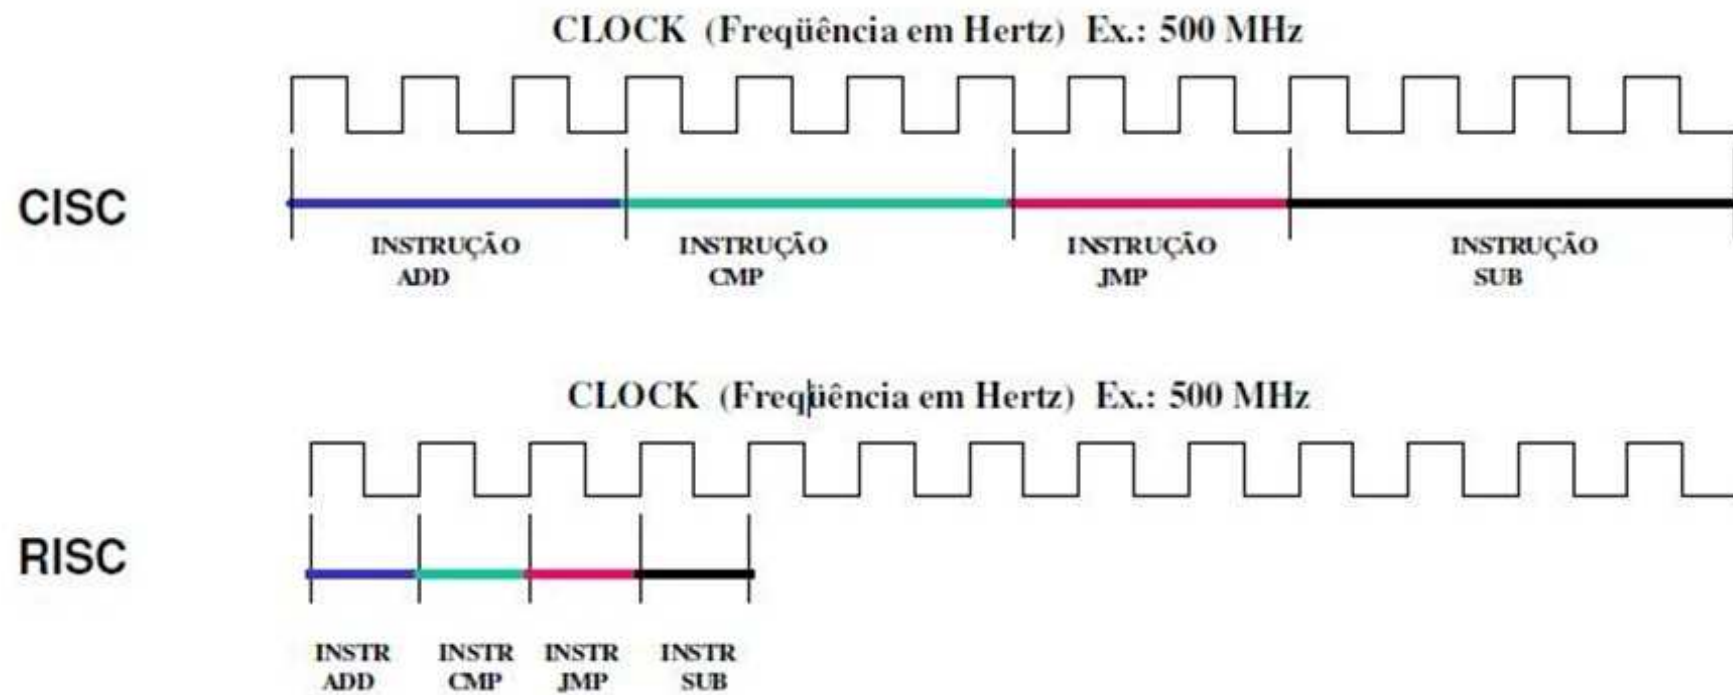 CLOCK (Freqüência em Hertz) Ex.: 500 MHz
CISC
INSTRUÇÃO ADD
INSTRUÇÃO CMP
INSTRUÇÃO JMP
INSTRUÇÃO SUB
CLOCK (Freqüência em Hertz) Ex.: 500 MHz
RISC
INSTR ADD
INSTR CMP
INSTR JMP
INSTR SUB